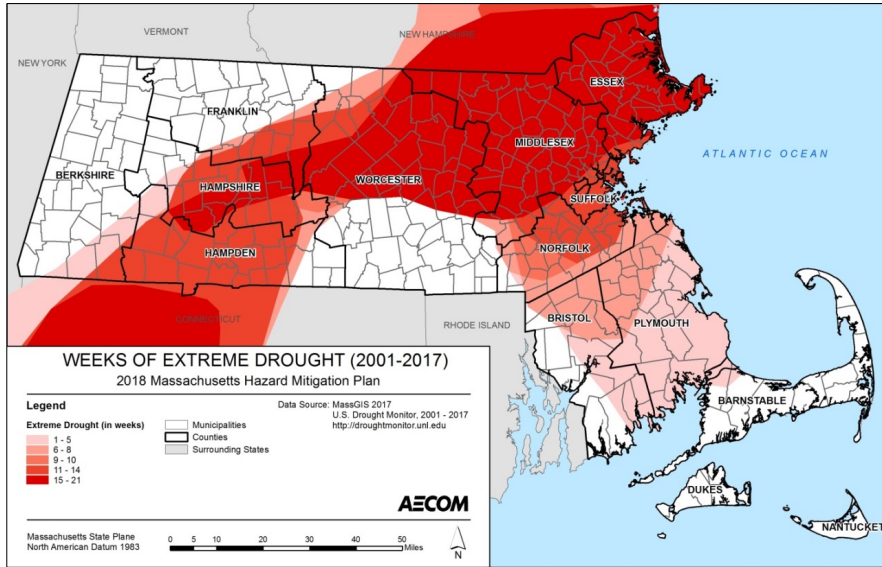 VERMONT
NEW HAMPSHIRE
NEW YORK
ESSEX
FRANKLIN
MIDDLESEX
ATLANTIC OCEAN
BERKSHIRE
HAMPSHIRE
WORCESTER
SUFFOLK
HAMPDEN
NORFOLK
CONNECTICUT
RHODE ISLAND
BRISTOL
PLYMOUTH
BARNSTABLE
DUKES
NANTUCKET
WEEKS OF EXTREME DROUGHT (2001-2017)
2018 Massachusetts Hazard Mitigation Plan
Legend
Extreme Drought (in weeks)
1 - 5
6 - 8
9 - 10
11 - 14
15 - 21
Municipalities
Counties
Surrounding States
Data Source: MassGIS 2017
U.S. Drought Monitor, 2001 - 2017
http://droughtmonitor.unl.edu
AECOM
Massachusetts State Plane
North American Datum 1983
0 5 10 20 30 40 50
Miles
N